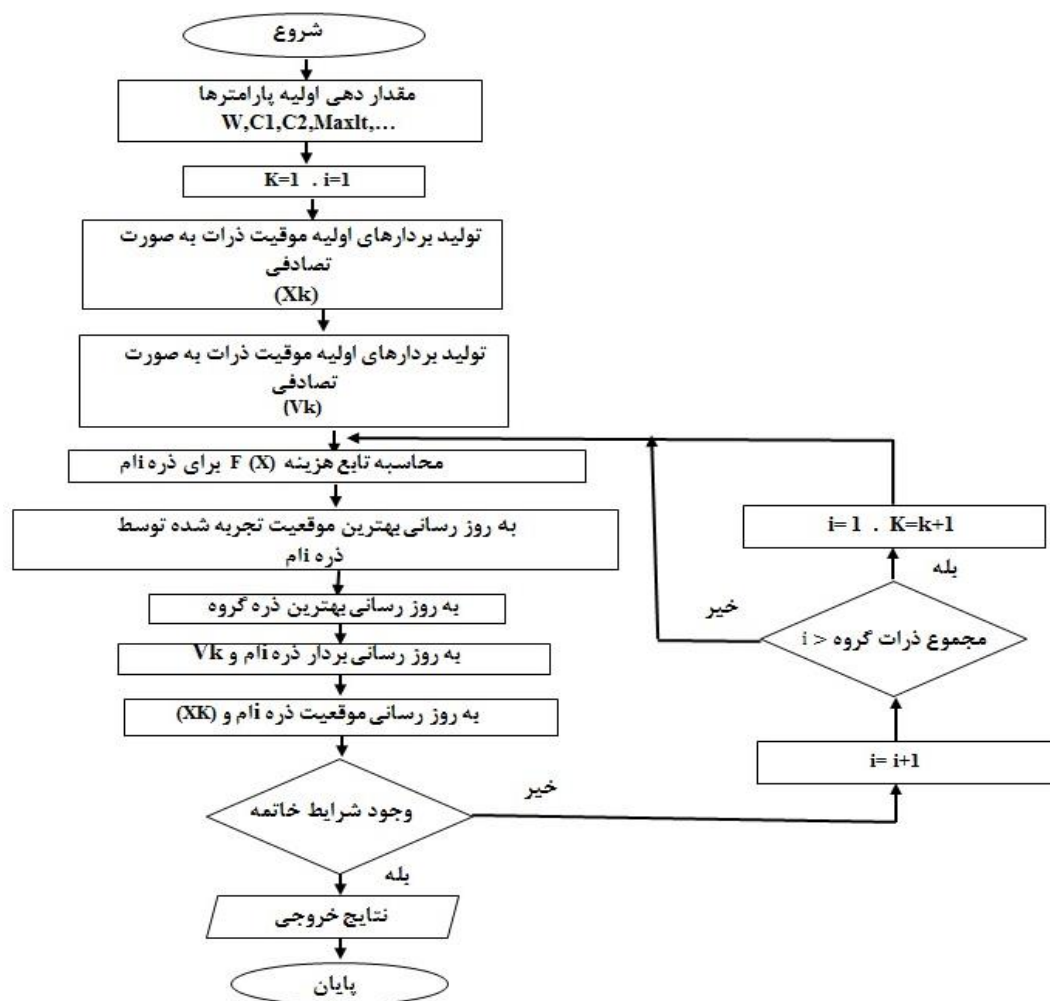 شروع
مقدار دهی اولیه پارامترها
W,C1,C2,MaxIt,…
K=1 . i=1
تولید بردارهای اولیه موقیت ذرات به صورت
تصادفی
(Xk)
تولید بردارهای اولیه موقیت ذرات به صورت
تصادفی
(Vk)
محاسبه تابع هزینه F (X) برای ذره iام
به روز رسانی بهترین موقعیت تجربه شده توسط
ذره iام
به روز رسانی بهترین ذره گروه
به روز رسانی بردار ذره iام و Vk
به روز رسانی موقعیت ذره iام و (XK)
وجود شرایط خاتمه
خیر
بله
نتایج خروجی
پایان
i= i+1
مجموع ذرات گروه < i
خیر
بله
i= 1 . K=k+1